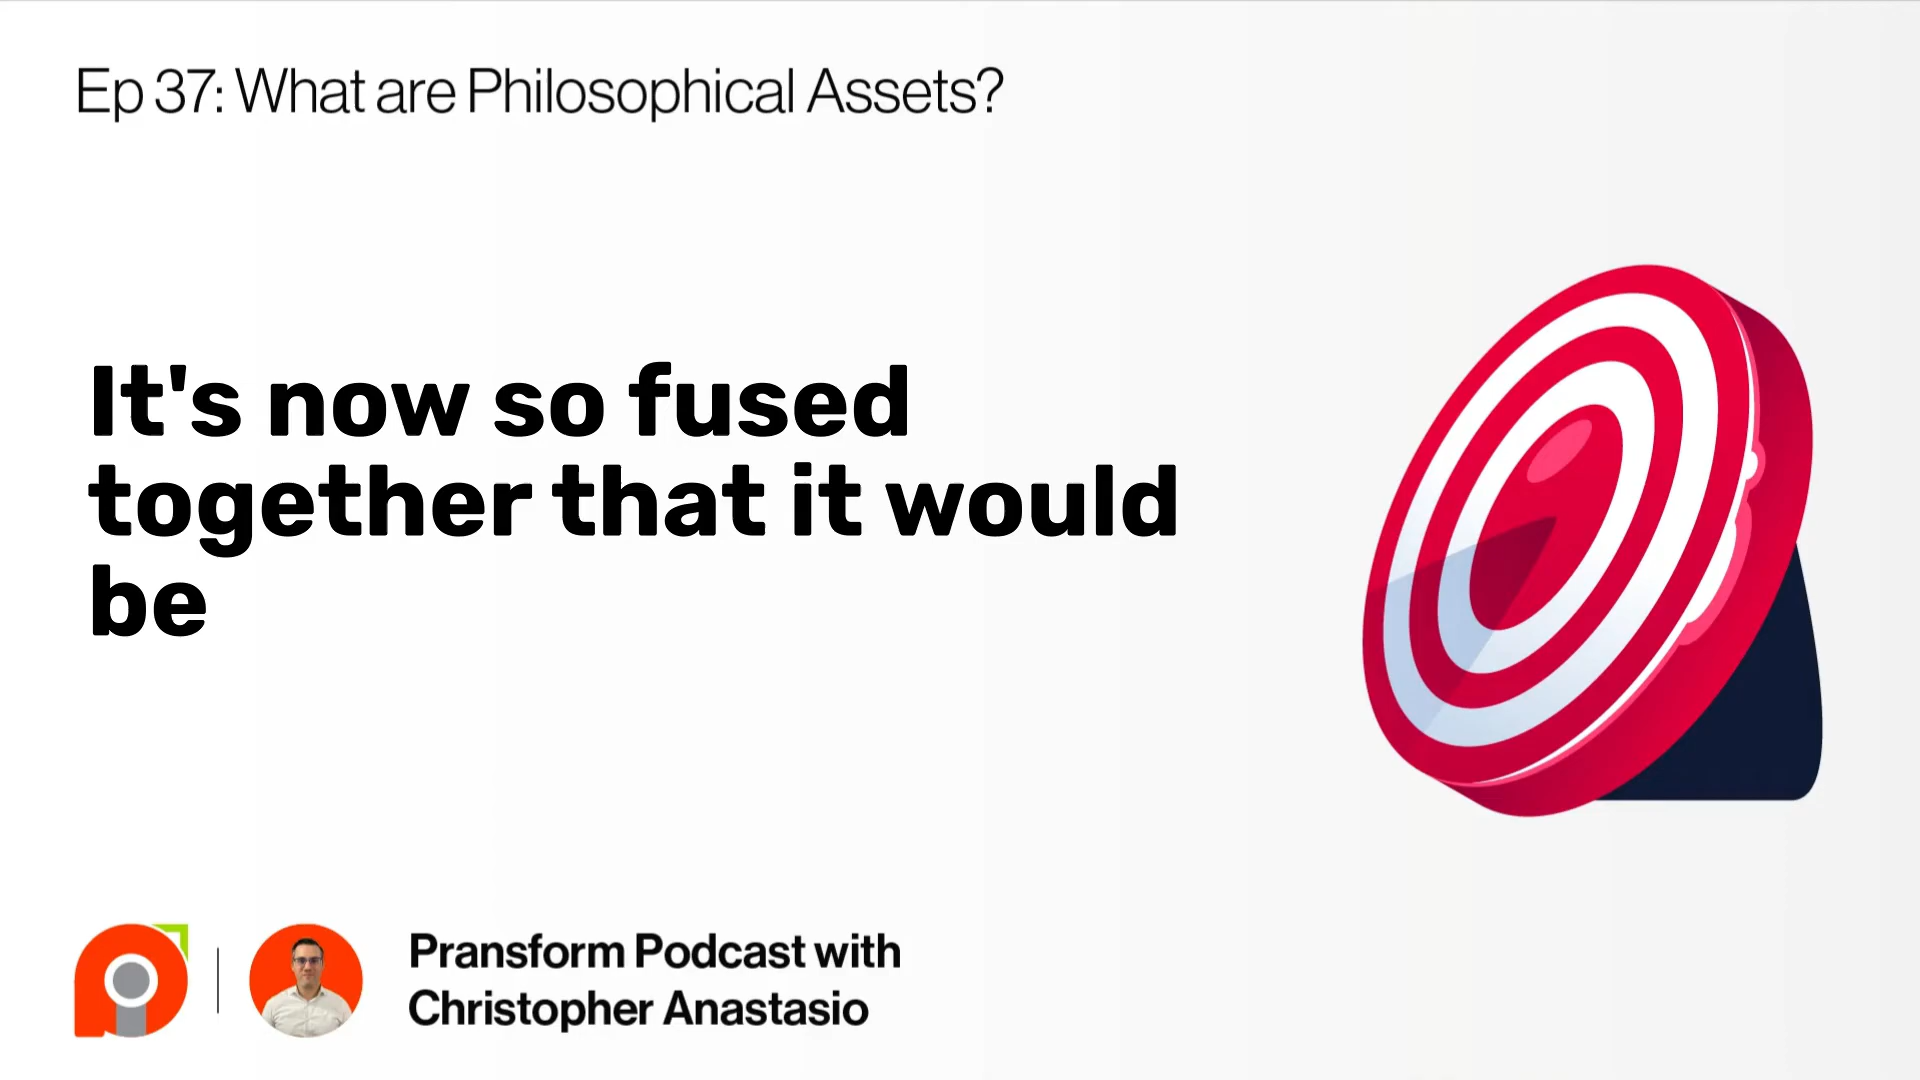 Ep 37: What are Philosophical Assets?
It's now so fused
together that it would
be
Pransform Podcast with
Christopher Anastasio